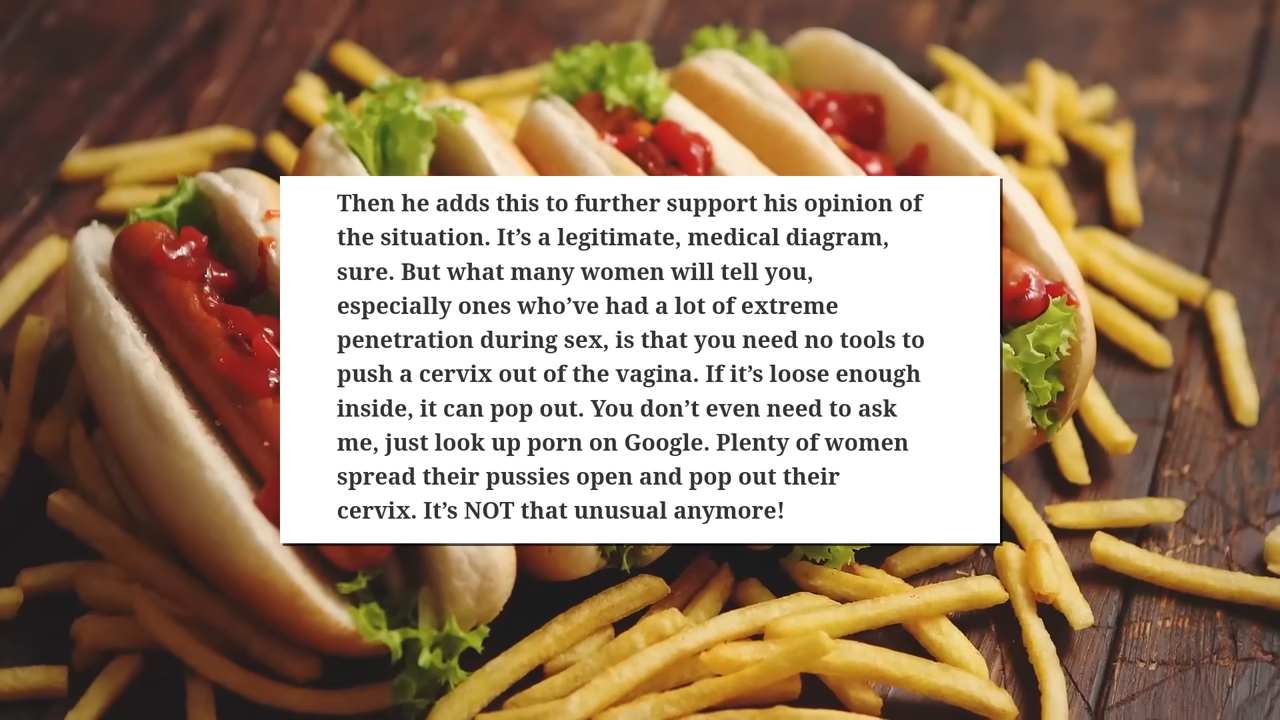 Then he adds this to further support his opinion of
the situation. It’s a legitimate, medical diagram,
sure. But what many women will tell you,
especially ones who’ve had a lot of extreme
penetration during sex, is that you need no tools to
push a cervix out of the vagina. If it’s loose enough
inside, it can pop out. You don’t even need to ask
me, just look up porn on Google. Plenty of women
spread their pussies open and pop out their
cervix. It’s NOT that unusual anymore!